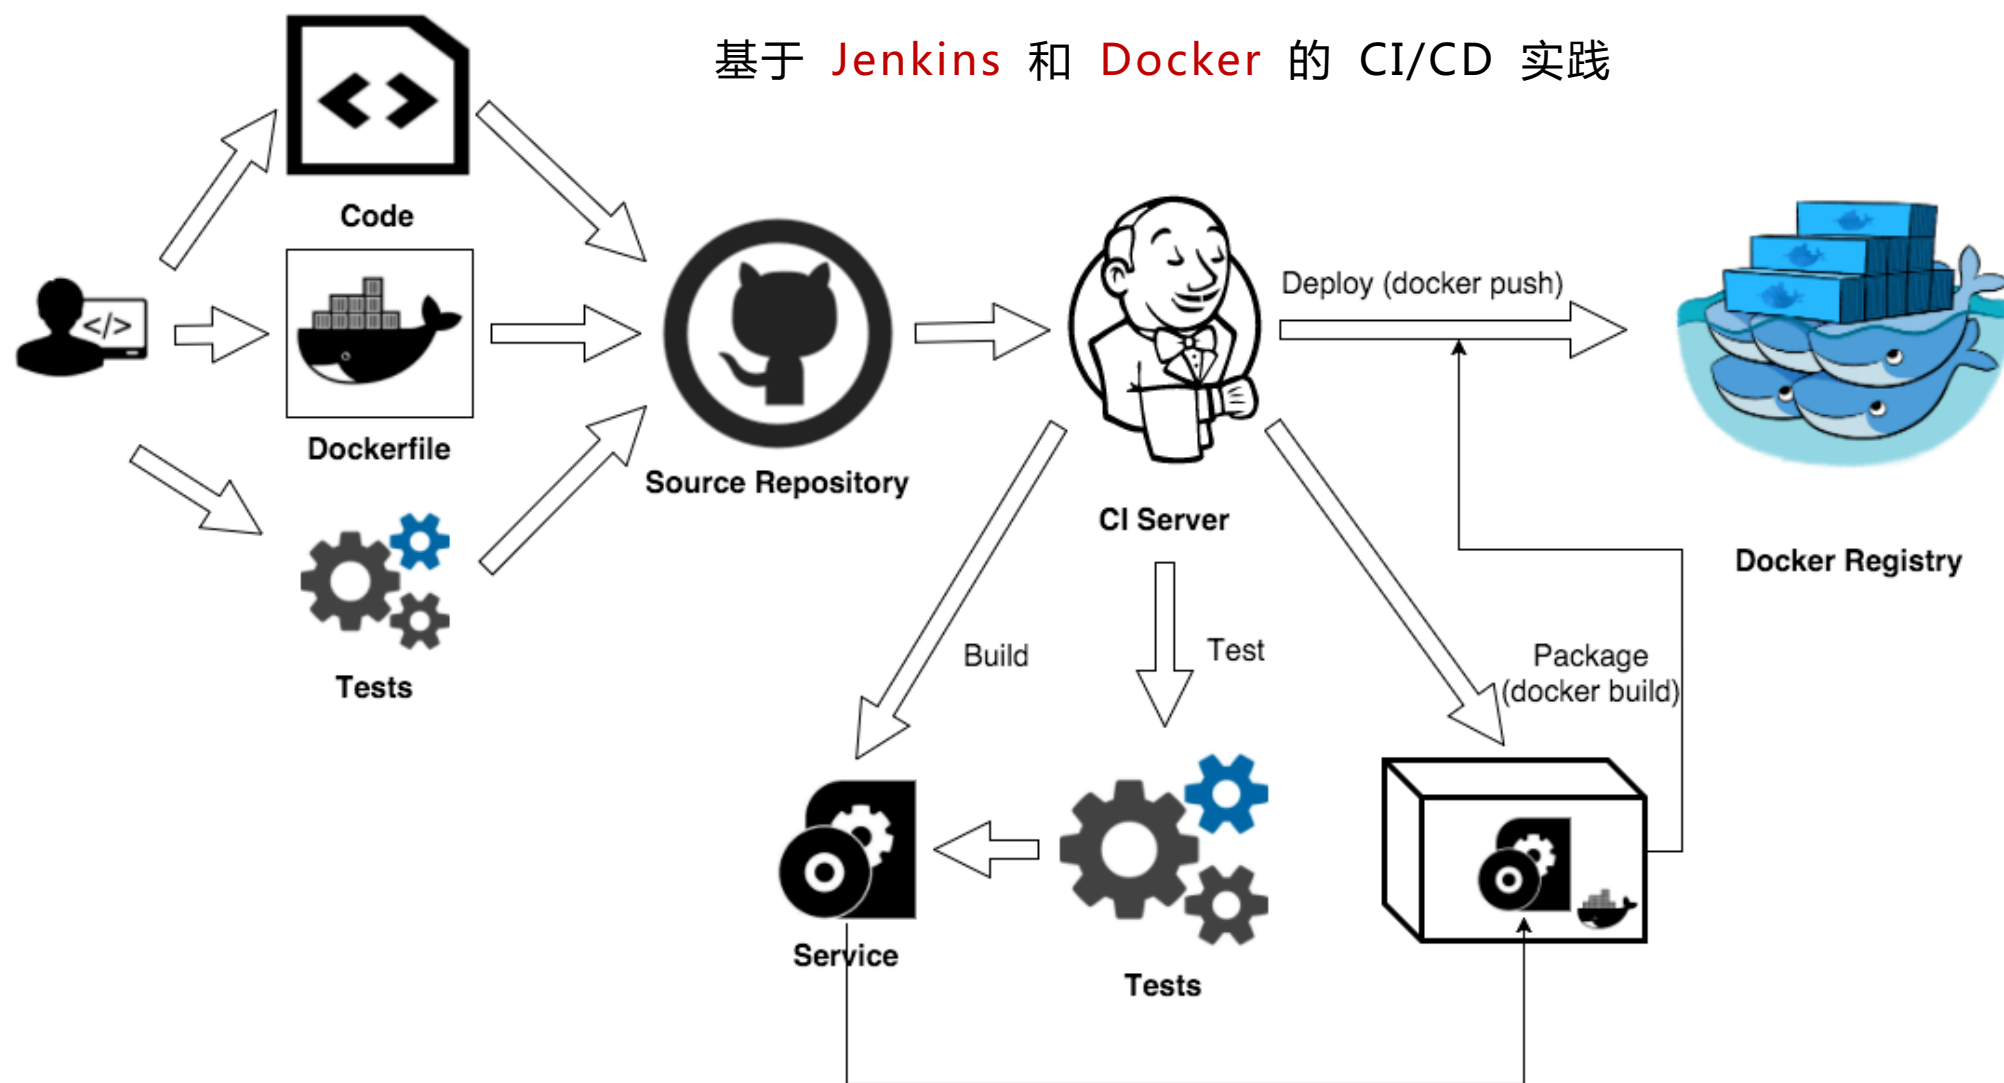 基于 Jenkins 和 Docker 的 CI/CD 实践
Code
</>
Dockerfile
Tests
Source Repository
CI Server
Deploy (docker push)
Docker Registry
Build
Test
Package
(docker build)
Service
Tests